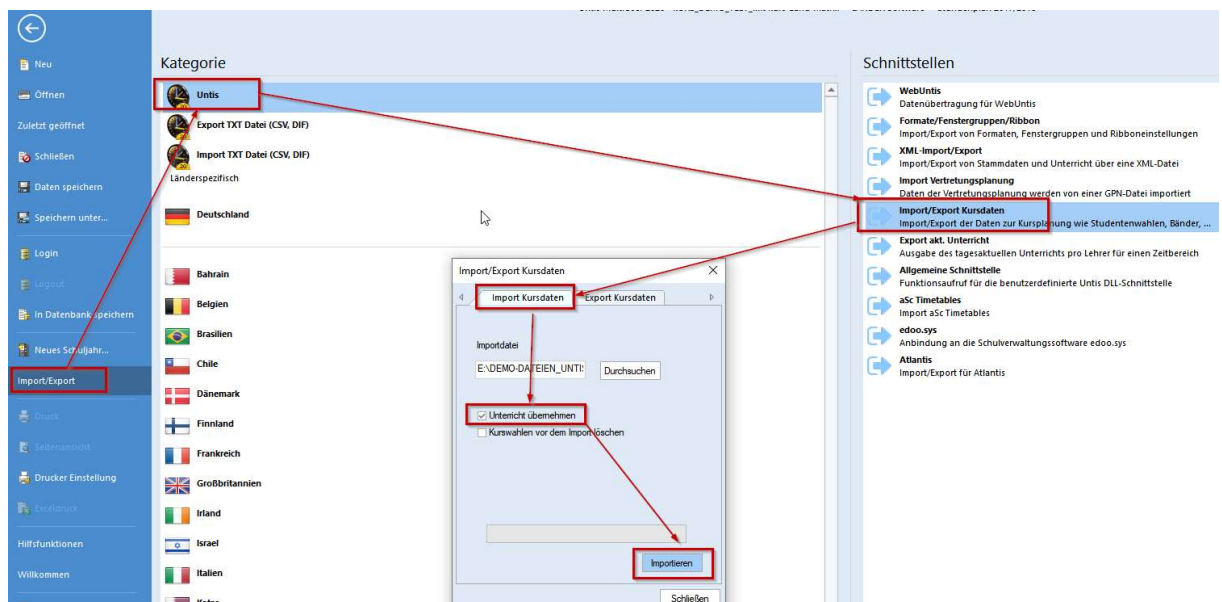 Neu
Öffnen
Zuletzt geöffnet
Schließen
Daten speichern
Speichern unter...
Login
Logout
In Datenbank speichern
Neues Schuljahr...
Import/Export
Druck
Seitenansicht
Drucker Einstellung
Exceldruck
Hilfsfunktionen
Willkommen
Kategorie
Untis
Export TXT Datei (CSV, DIF)
Import TXT Datei (CSV, DIF)
Länderspezifisch
Deutschland
Bahrain
Belgien
Brasilien
Chile
Dänemark
Finnland
Frankreich
Großbritannien
Irland
Israel
Italien
Import/Export Kursdaten
Import Kursdaten
Export Kursdaten
Importdatei
E:\DEMO-DATEIEN_UNTIS
Durchsuchen
Unterricht übernehmen
Kurswahlen vor dem Import löschen
Importieren
Schließen
Schnittstellen
WebUntis
Datenübertragung für WebUntis
Formate/Fenstergruppen/Ribbon
Import/Export von Formaten, Fenstergruppen und Ribboneinstellungen
XML-Import/Export
Import/Export von Stammdaten und Unterricht über eine XML-Datei
Import Vertretungsplanung
Daten der Vertretungsplanung werden von einer GPN-Datei importiert
Import/Export Kursdaten
Import/Export der Daten zur Kursplanung wie Studentenwahlen, Bänder, ...
Export akt. Unterricht
Ausgabe des tagesaktuellen Unterrichts pro Lehrer für einen Zeitbereich
Allgemeine Schnittstelle
Funktionsaufruf für die benutzerdefinierte Untis DLL-Schnittstelle
aSc Timetables
Import aSc Timetables
edoo.sys
Anbindung an die Schulverwaltungssoftware edoo.sys
Atlantis
Import/Export für Atlantis